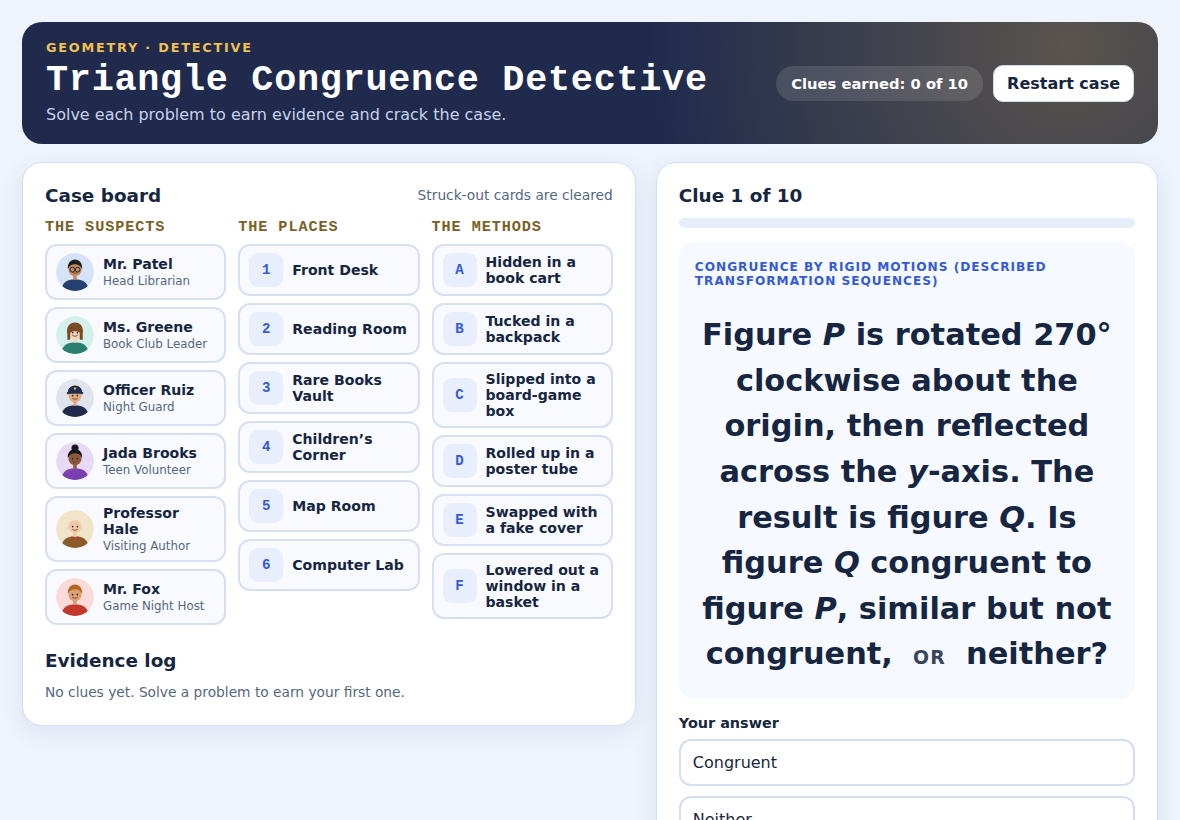 GEOMETRY · DETECTIVE
Triangle Congruence Detective
Solve each problem to earn evidence and crack the case.
Clues earned: 0 of 10
Restart case
Case board
Struck-out cards are cleared
THE SUSPECTS
Mr. Patel
Head Librarian
Ms. Greene
Book Club Leader
Officer Ruiz
Night Guard
Jada Brooks
Teen Volunteer
Professor
Hale
Visiting Author
Mr. Fox
Game Night Host
THE PLACES
1
Front Desk
2
Reading Room
3
Rare Books
Vault
4
Children’s
Corner
5
Map Room
6
Computer Lab
THE METHODS
A
Hidden in a
book cart
B
Tucked in a
backpack
C
Slipped into a
board-game
box
D
Rolled up in a
poster tube
E
Swapped with
a fake cover
F
Lowered out a
window in a
basket
Evidence log
No clues yet. Solve a problem to earn your first one.
Clue 1 of 10
CONGRUENCE BY RIGID MOTIONS (DESCRIBED
TRANSFORMATION SEQUENCES)
Figure P is rotated 270°
clockwise about the
origin, then reflected
across the y-axis. The
result is figure Q. Is
figure Q congruent to
figure P, similar but not
congruent, OR neither?
Your answer
Congruent
Neither